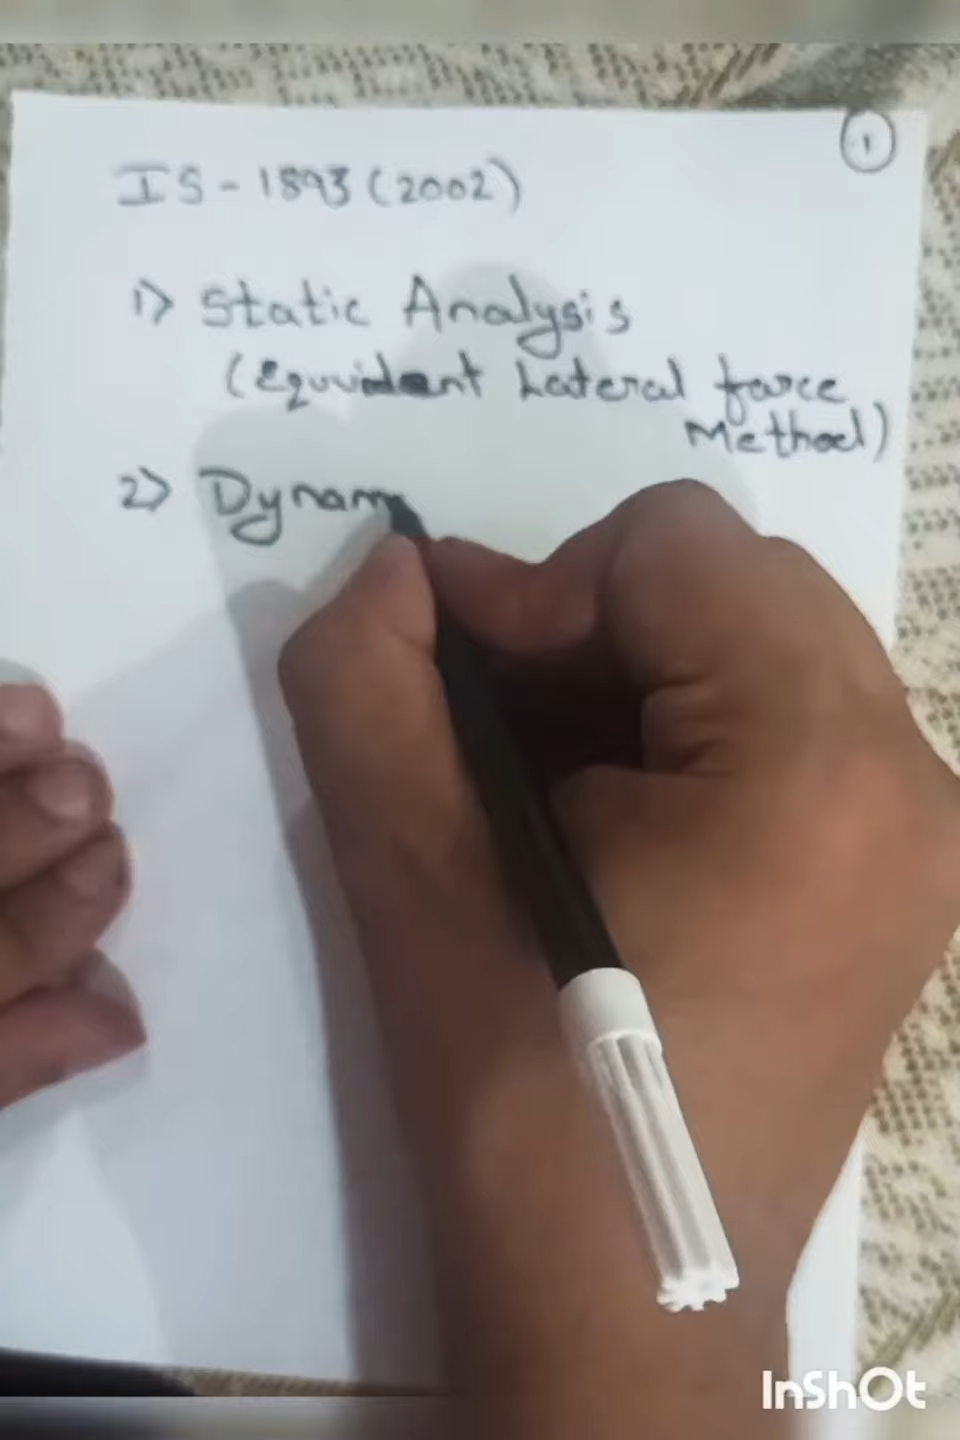 1
IS - 1893 (2002)
1) Static Analysis
(Equivalent Lateral force
Method)
2) Dynam
InShOt